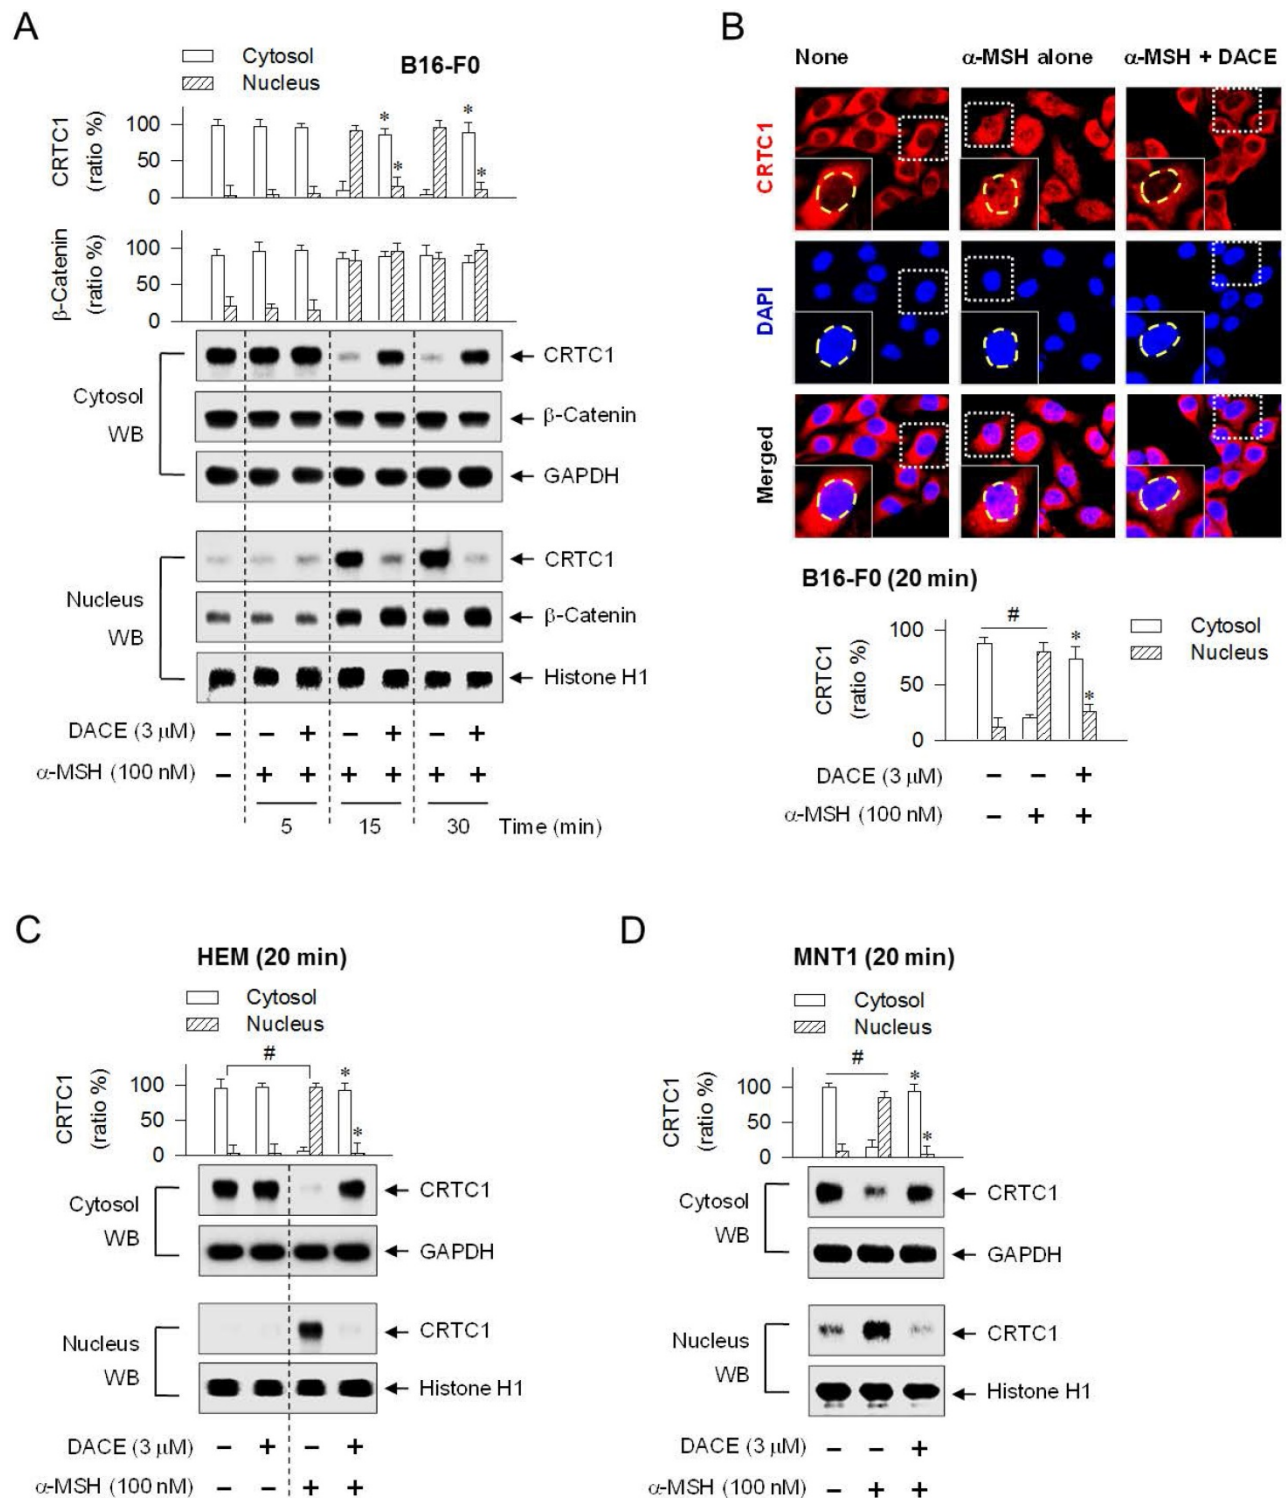 A
Cytosol
Nucleus
B16-F0
CRTC1
(ratio %)
100
50
0
*
*
*
*
β-Catenin
(ratio %)
100
50
0
Cytosol
WB
CRTC1
β-Catenin
GAPDH
Nucleus
WB
CRTC1
β-Catenin
Histone H1
DACE (3 μM) – – + – + – +
α-MSH (100 nM) – + + + + + +
5 15 30 Time (min)
B
None α-MSH alone α-MSH + DACE
CRTC1
DAPI
Merged
B16-F0 (20 min)
Cytosol
Nucleus
CRTC1
(ratio %)
100
50
0
#
*
*
DACE (3 μM) – – +
α-MSH (100 nM) – + +
C
HEM (20 min)
Cytosol
Nucleus
CRTC1
(ratio %)
100
50
0
#
*
*
Cytosol
WB
CRTC1
GAPDH
Nucleus
WB
CRTC1
Histone H1
DACE (3 μM) – + – +
α-MSH (100 nM) – – + +
D
MNT1 (20 min)
Cytosol
Nucleus
CRTC1
(ratio %)
100
50
0
#
*
*
Cytosol
WB
CRTC1
GAPDH
Nucleus
WB
CRTC1
Histone H1
DACE (3 μM) – – +
α-MSH (100 nM) – + +